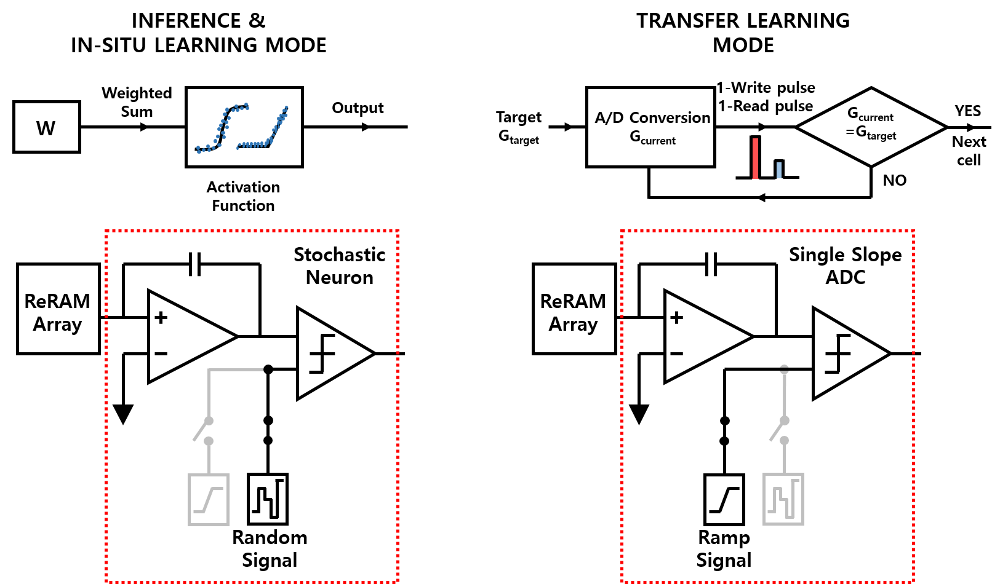 INFERENCE &
IN-SITU LEARNING MODE
W
Weighted
Sum
Output
Activation
Function
ReRAM
Array
Stochastic
Neuron
+
−
Random
Signal
TRANSFER LEARNING
MODE
Target
Gtarget
A/D Conversion
Gcurrent
1-Write pulse
1-Read pulse
Gcurrent
=Gtarget
YES
Next
cell
NO
ReRAM
Array
Single Slope
ADC
+
−
Ramp
Signal